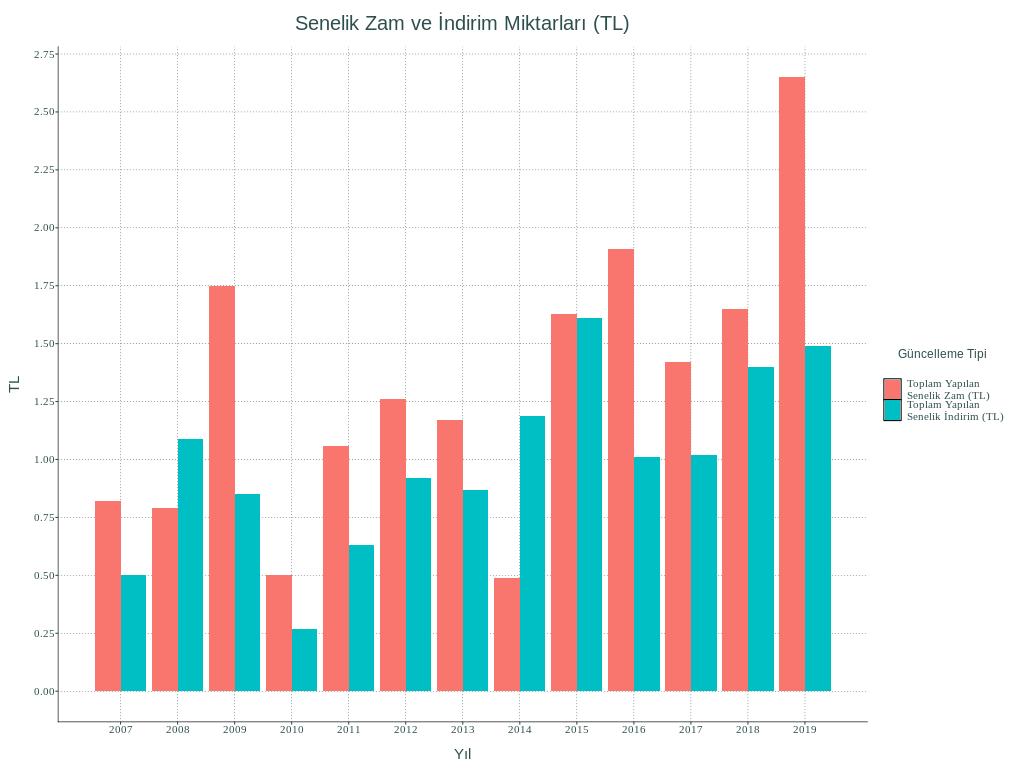 Senelik Zam ve İndirim Miktarları (TL)
2.75
2.50
2.25
2.00
1.75
1.50
1.25
1.00
0.75
0.50
0.25
0.00
TL
2007 2008 2009 2010 2011 2012 2013 2014 2015 2016 2017 2018 2019
Yıl
Güncelleme Tipi
Toplam Yapılan
Senelik Zam (TL)
Toplam Yapılan
Senelik İndirim (TL)